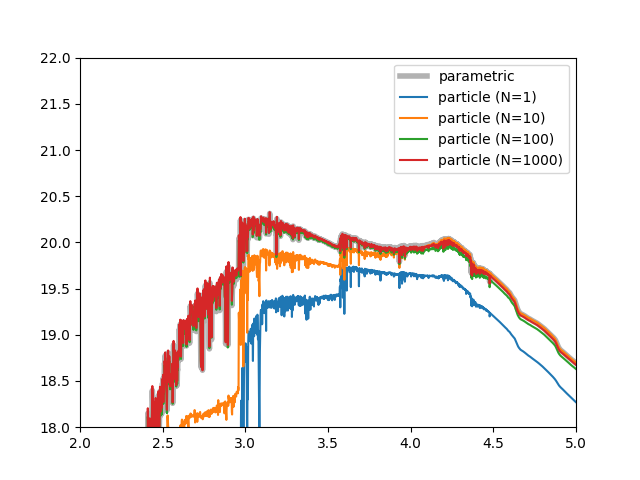 22.0
21.5
21.0
20.5
20.0
19.5
19.0
18.5
18.0
2.0 2.5 3.0 3.5 4.0 4.5 5.0
parametric
particle (N=1)
particle (N=10)
particle (N=100)
particle (N=1000)